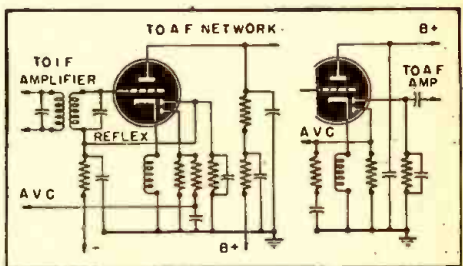 TO A F NETWORK
B+
TO I F
AMPLIFIER
TO A F
AMP
REFLEX
AVC
AVC
-
B+